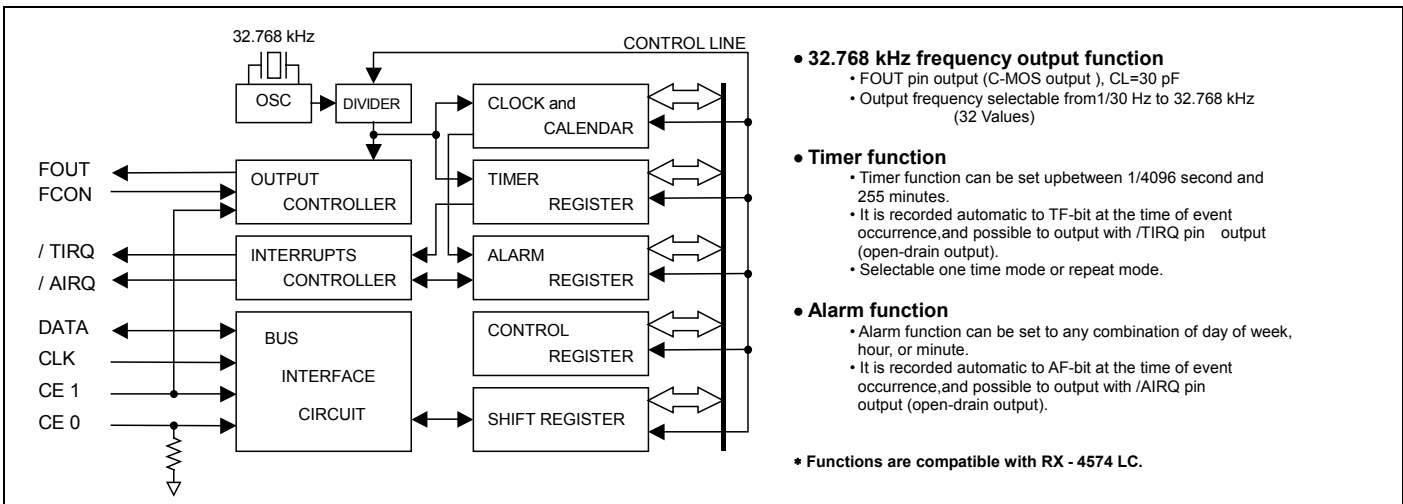 32.768 kHz
CONTROL LINE
OSC
DIVIDER
CLOCK and
CALENDAR
FOUT
FCON
OUTPUT
CONTROLLER
TIMER
REGISTER
/ TIRQ
/ AIRQ
INTERRUPTS
CONTROLLER
ALARM
REGISTER
DATA
CLK
CE 1
CE 0
BUS
INTERFACE
CIRCUIT
CONTROL
REGISTER
SHIFT REGISTER
• 32.768 kHz frequency output function
• FOUT pin output (C-MOS output ), CL=30 pF
• Output frequency selectable from1/30 Hz to 32.768 kHz
(32 Values)
• Timer function
• Timer function can be set upbetween 1/4096 second and
255 minutes.
• It is recorded automatic to TF-bit at the time of event
occurrence,and possible to output with /TIRQ pin output
(open-drain output).
• Selectable one time mode or repeat mode.
• Alarm function
• Alarm function can be set to any combination of day of week,
hour, or minute.
• It is recorded automatic to AF-bit at the time of event
occurrence,and possible to output with /AIRQ pin
output (open-drain output).
* Functions are compatible with RX - 4574 LC.